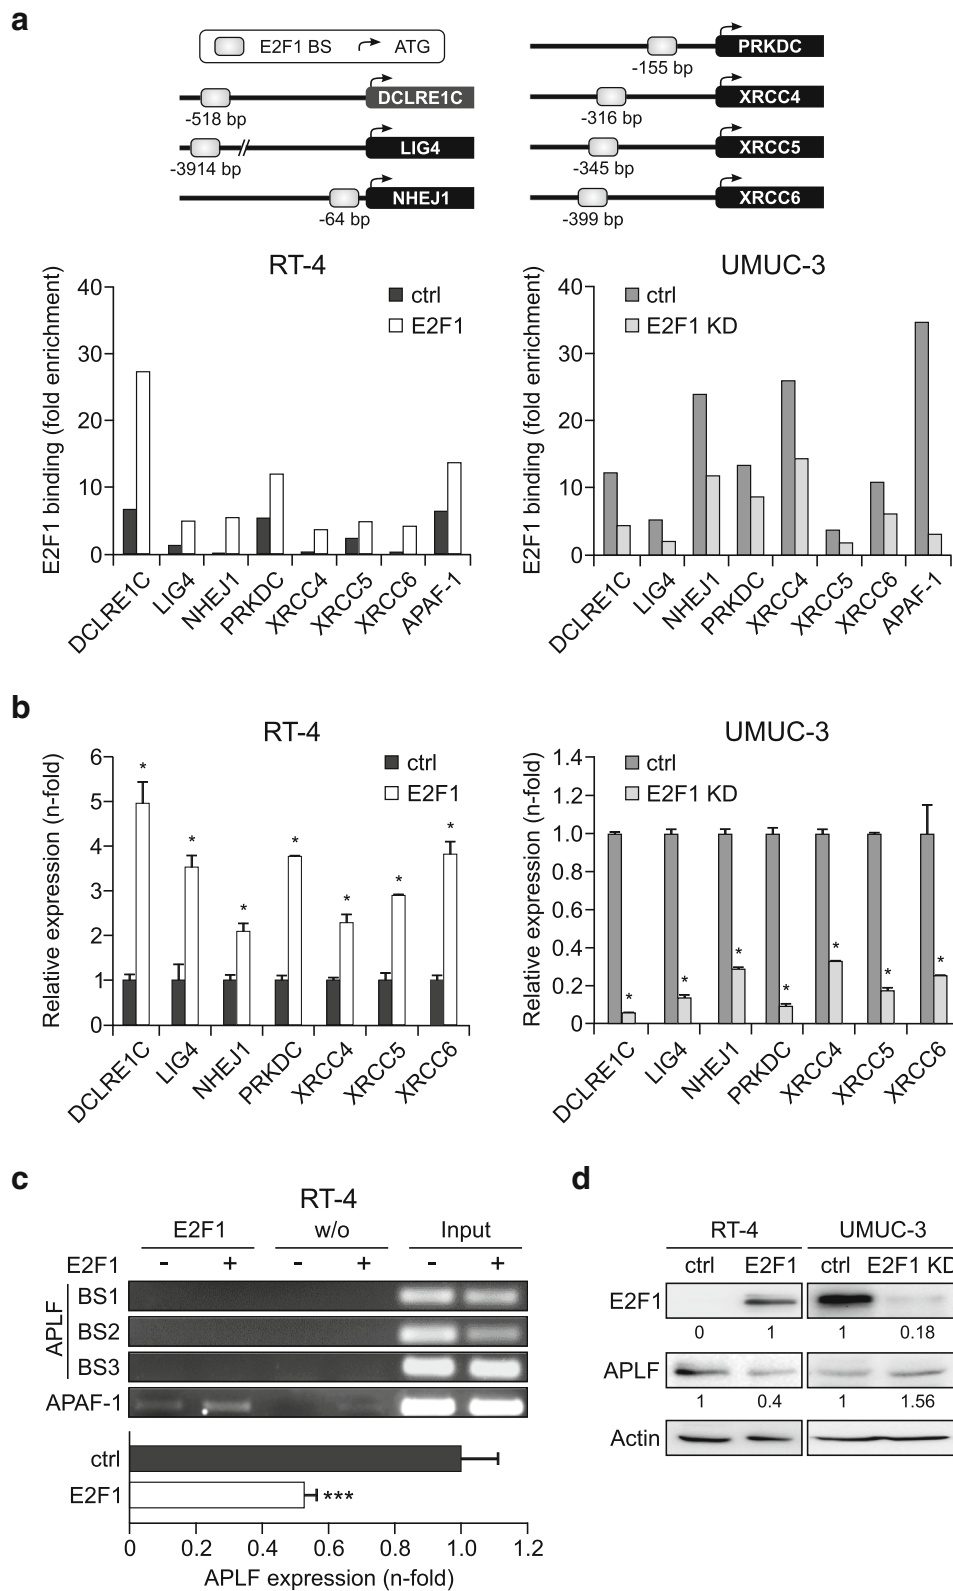 a
E2F1 BS ATG
DCLRE1C
-518 bp
LIG4
-3914 bp
NHEJ1
-64 bp
PRKDC
-155 bp
XRCC4
-316 bp
XRCC5
-345 bp
XRCC6
-399 bp
RT-4
E2F1 binding (fold enrichment)
40
30
20
10
0
ctrl
E2F1
DCLRE1C LIG4 NHEJ1 PRKDC XRCC4 XRCC5 XRCC6 APAF-1
UMUC-3
E2F1 binding (fold enrichment)
40
30
20
10
0
ctrl
E2F1 KD
DCLRE1C LIG4 NHEJ1 PRKDC XRCC4 XRCC5 XRCC6 APAF-1
b
RT-4
Relative expression (n-fold)
6
5
4
3
2
1
0
ctrl
E2F1
* * * * * * *
DCLRE1C LIG4 NHEJ1 PRKDC XRCC4 XRCC5 XRCC6
UMUC-3
Relative expression (n-fold)
1.4
1.2
1.0
0.8
0.6
0.4
0.2
0
ctrl
E2F1 KD
* * * * * * *
DCLRE1C LIG4 NHEJ1 PRKDC XRCC4 XRCC5 XRCC6
c
RT-4
E2F1 w/o Input
E2F1 - + - + - +
APLF
BS1
BS2
BS3
APAF-1
ctrl
E2F1 ***
0 0.2 0.4 0.6 0.8 1.0 1.2
APLF expression (n-fold)
d
RT-4 UMUC-3
ctrl E2F1 ctrl E2F1 KD
E2F1
0 1 1 0.18
APLF
1 0.4 1 1.56
Actin